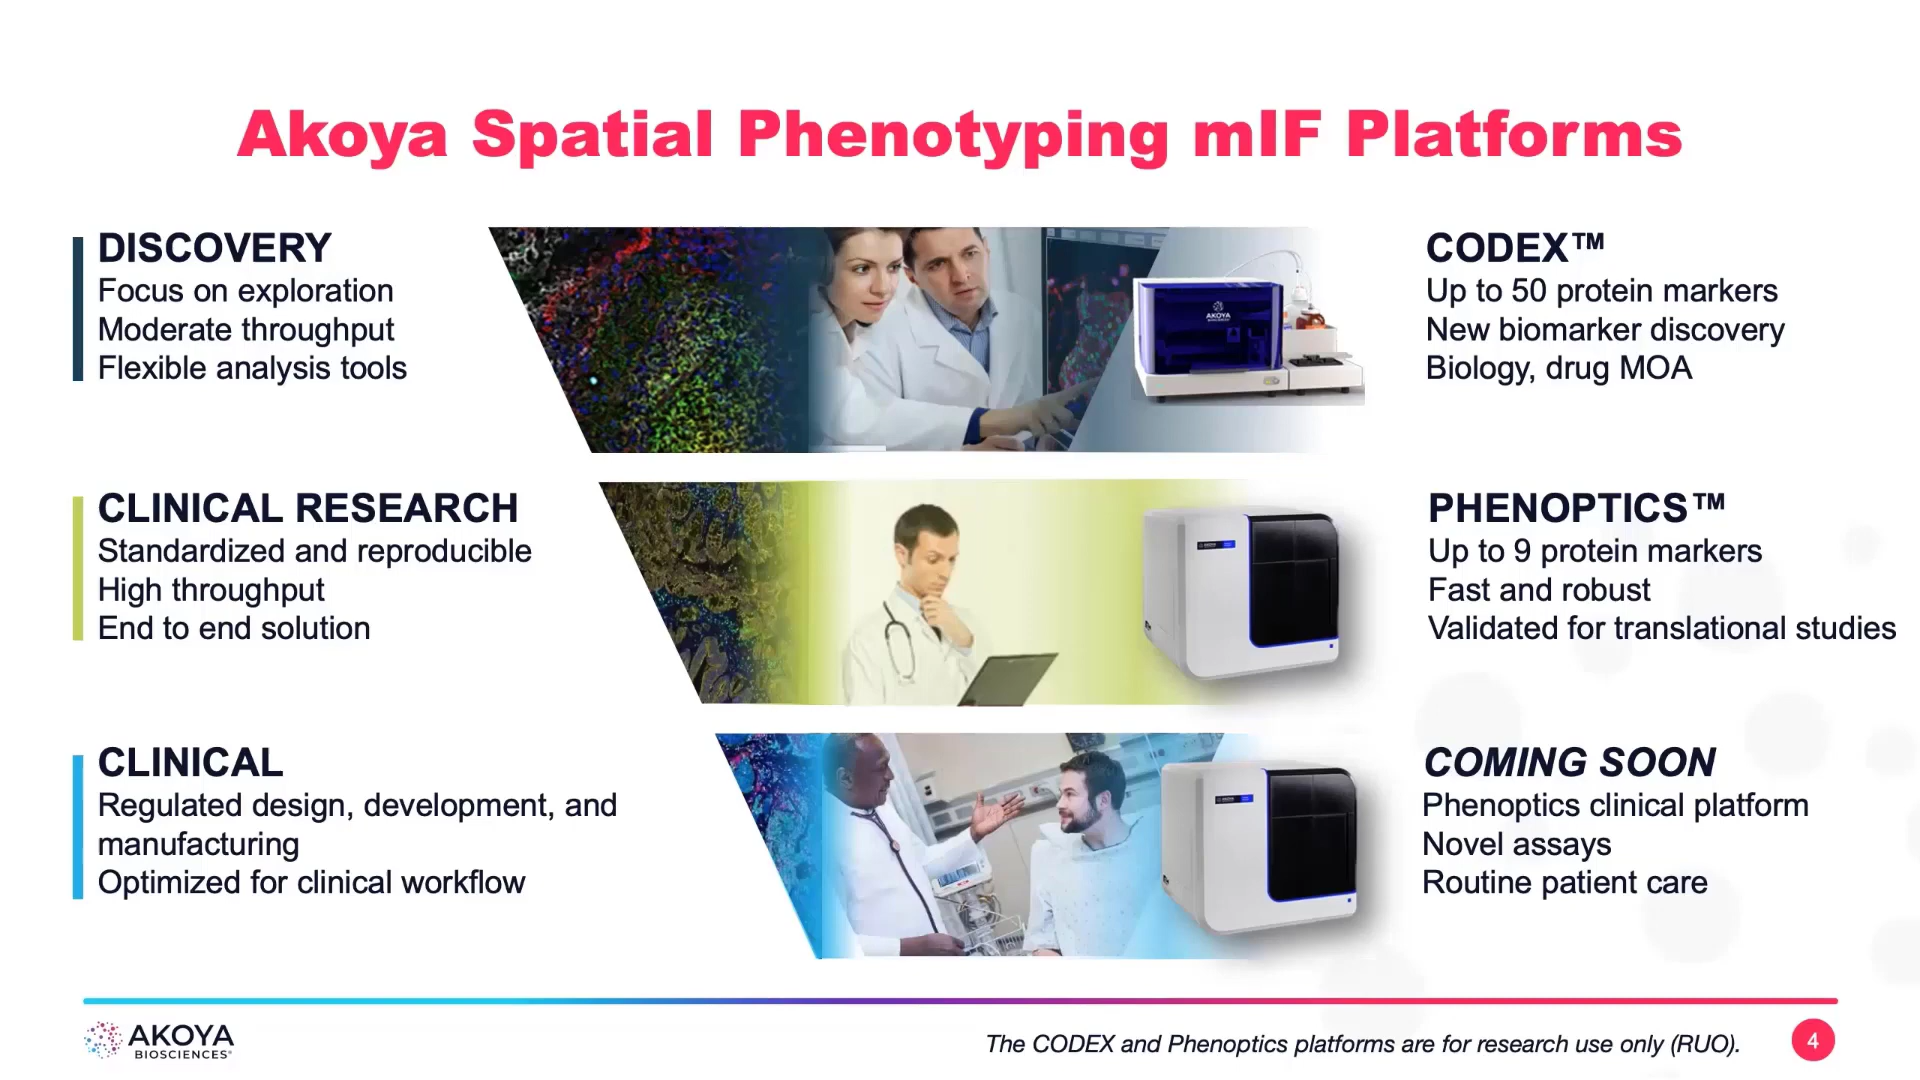 Akoya Spatial Phenotyping mIF Platforms
DISCOVERY
Focus on exploration
Moderate throughput
Flexible analysis tools
AKOYA
BIOSCIENCES
CODEX™
Up to 50 protein markers
New biomarker discovery
Biology, drug MOA
CLINICAL RESEARCH
Standardized and reproducible
High throughput
End to end solution
PHENOPTICS™
Up to 9 protein markers
Fast and robust
Validated for translational studies
CLINICAL
Regulated design, development, and
manufacturing
Optimized for clinical workflow
COMING SOON
Phenoptics clinical platform
Novel assays
Routine patient care
AKOYA
BIOSCIENCES®
The CODEX and Phenoptics platforms are for research use only (RUO).
4